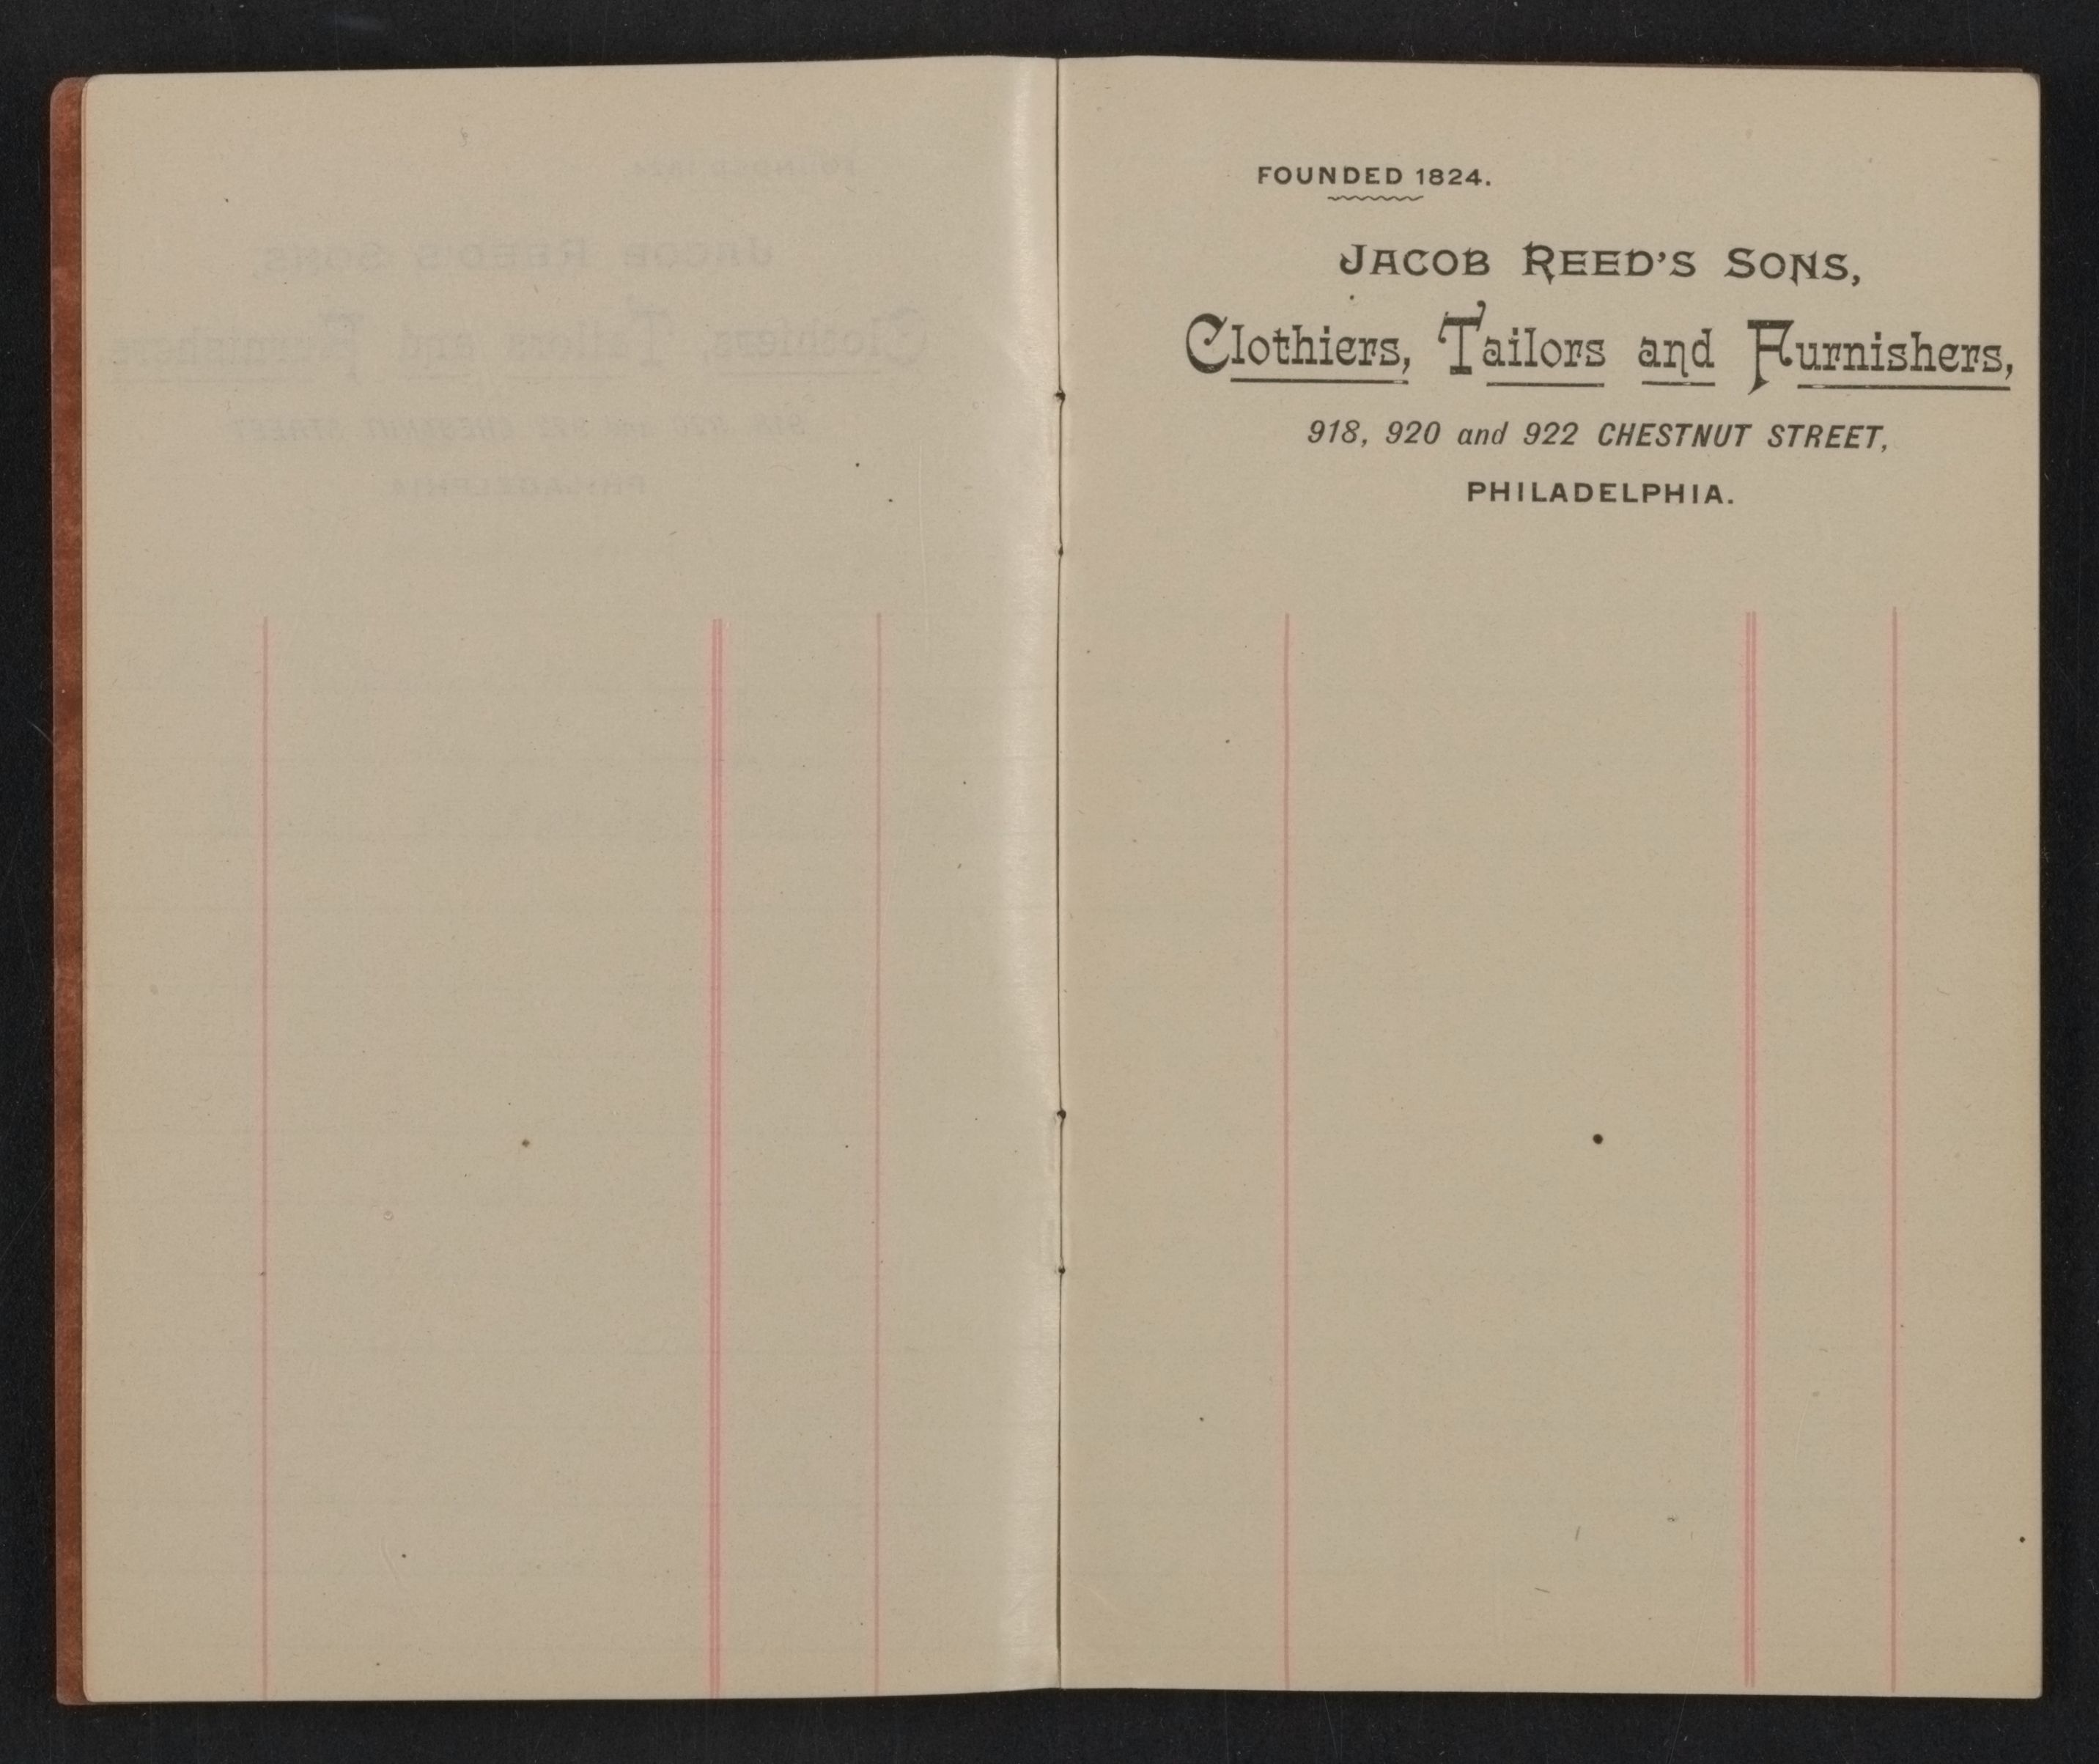 FOUNDED 1824.
JACOB REED'S SONS,
Clothiers, Tailors and Furnishers,
918, 920 and 922 CHESTNUT STREET,
PHILADELPHIA.